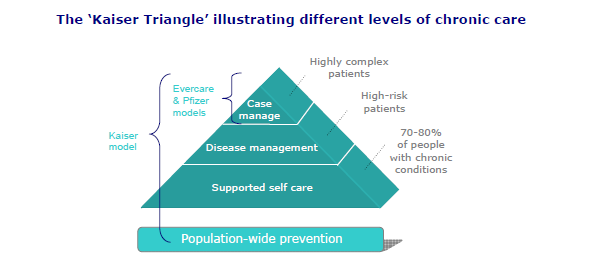 The ‘Kaiser Triangle’ illustrating different levels of chronic care
Highly complex
patients
Evercare
& Pfizer
models
High-risk
patients
Case
manage
70-80%
of people
with chronic
conditions
Kaiser
model
Disease management
Supported self care
Population-wide prevention